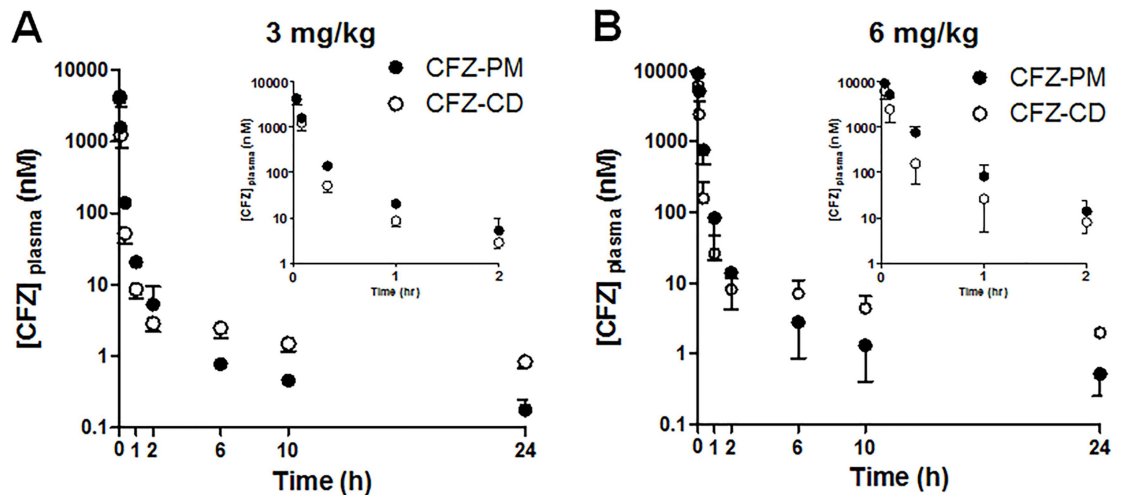 A
3 mg/kg
CFZ-PM
CFZ-CD
[CFZ] plasma (nM)
10000
1000
100
10
1
0.1
0 1 2 6 10 24
Time (h)
[CFZ] plasma (n M)
10000
1000
100
10
1
0 1 2
Time (hr)
B
6 mg/kg
CFZ-PM
CFZ-CD
[CFZ] plasma (nM)
10000
1000
100
10
1
0.1
0 1 2 6 10 24
Time (h)
[CFZ] plasma (n M)
10000
1000
100
10
1
0 1 2
Time (hr)